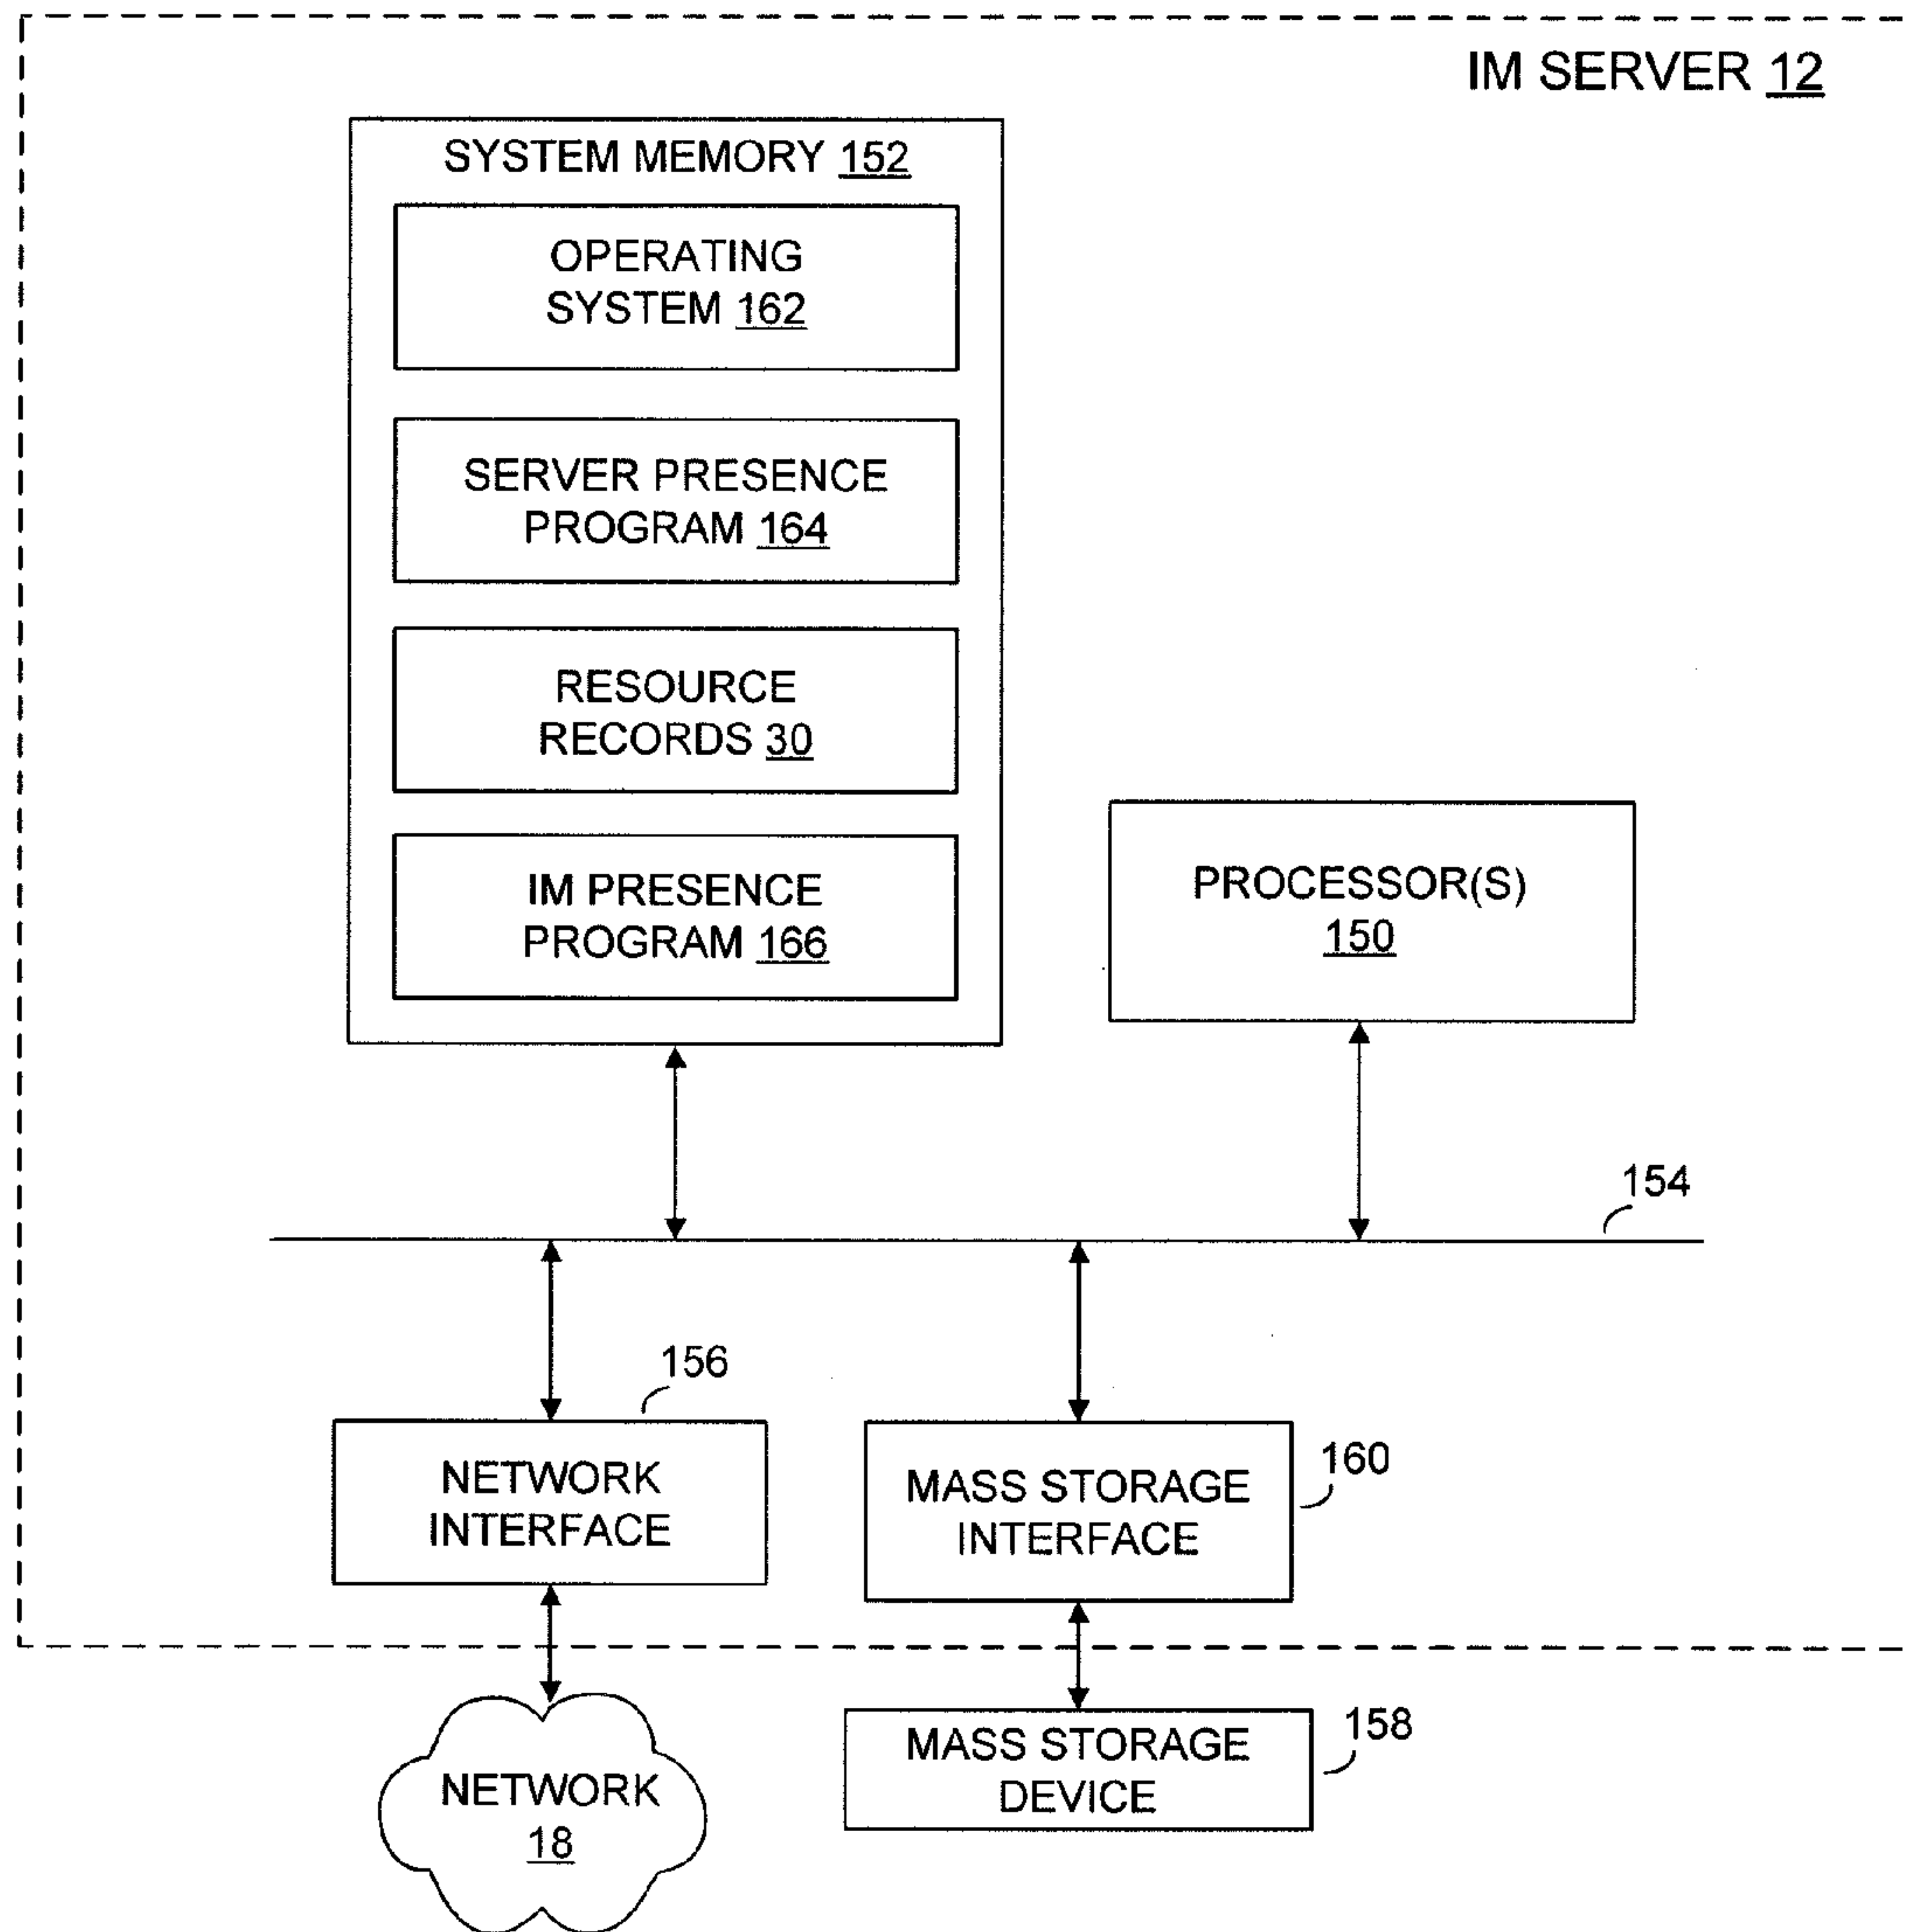 IM SERVER 12
SYSTEM MEMORY 152
OPERATING
SYSTEM 162
SERVER PRESENCE
PROGRAM 164
RESOURCE
RECORDS 30
IM PRESENCE
PROGRAM 166
PROCESSOR(S)
150
154
156
NETWORK
INTERFACE
MASS STORAGE
INTERFACE
160
NETWORK
18
MASS STORAGE
DEVICE
158